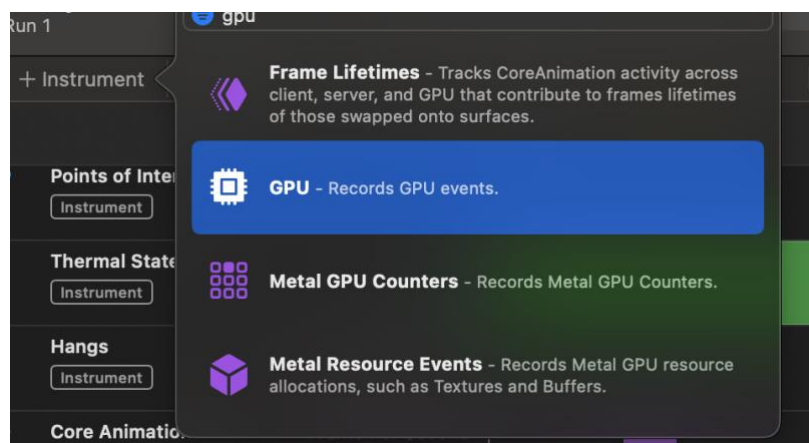 Run 1
gpu
+ Instrument
Frame Lifetimes – Tracks CoreAnimation activity across
client, server, and GPU that contribute to frames lifetimes
of those swapped onto surfaces.
Points of
Instrument
GPU – Records GPU events.
Thermal State
Instrument
Metal GPU Counters – Records Metal GPU Counters.
Hangs
Instrument
Metal Resource Events – Records Metal GPU resource
allocations, such as Textures and Buffers.
Core